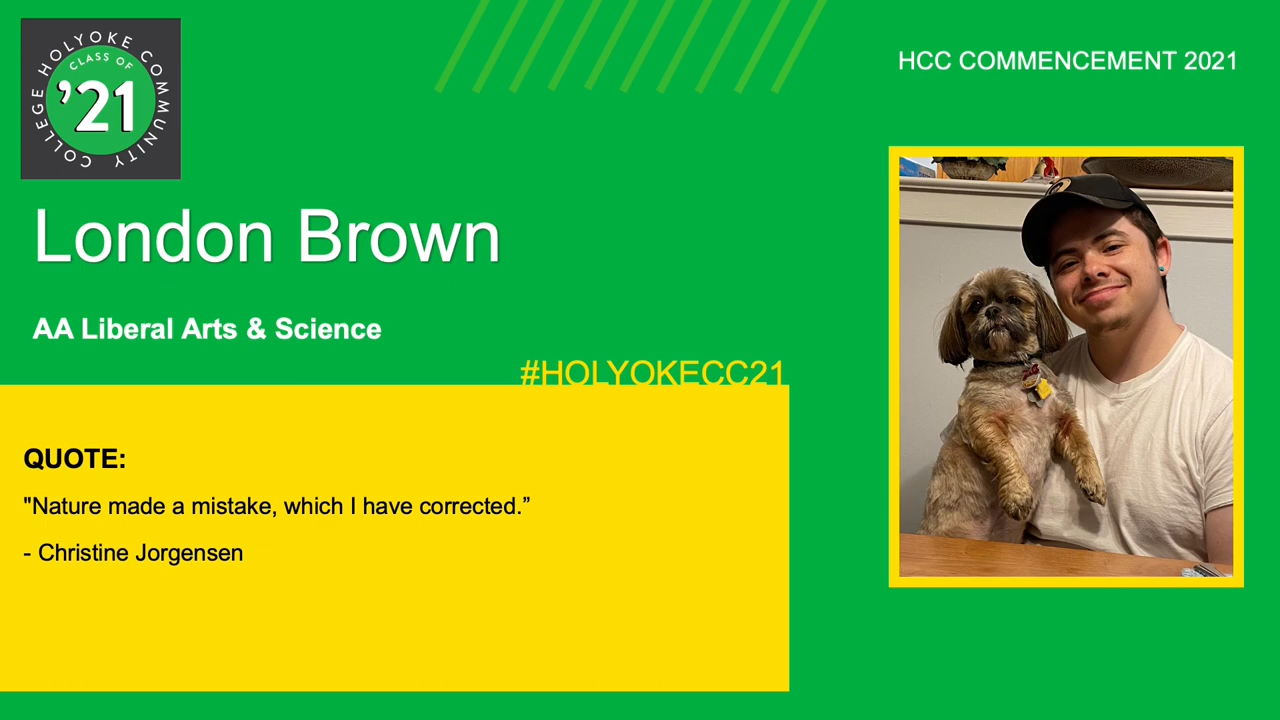 HOLYOKE COMMUNITY COLLEGE
CLASS OF
’21
HCC COMMENCEMENT 2021
London Brown
AA Liberal Arts & Science
#HOLYOKECC21
QUOTE:
"Nature made a mistake, which I have corrected.”
- Christine Jorgensen